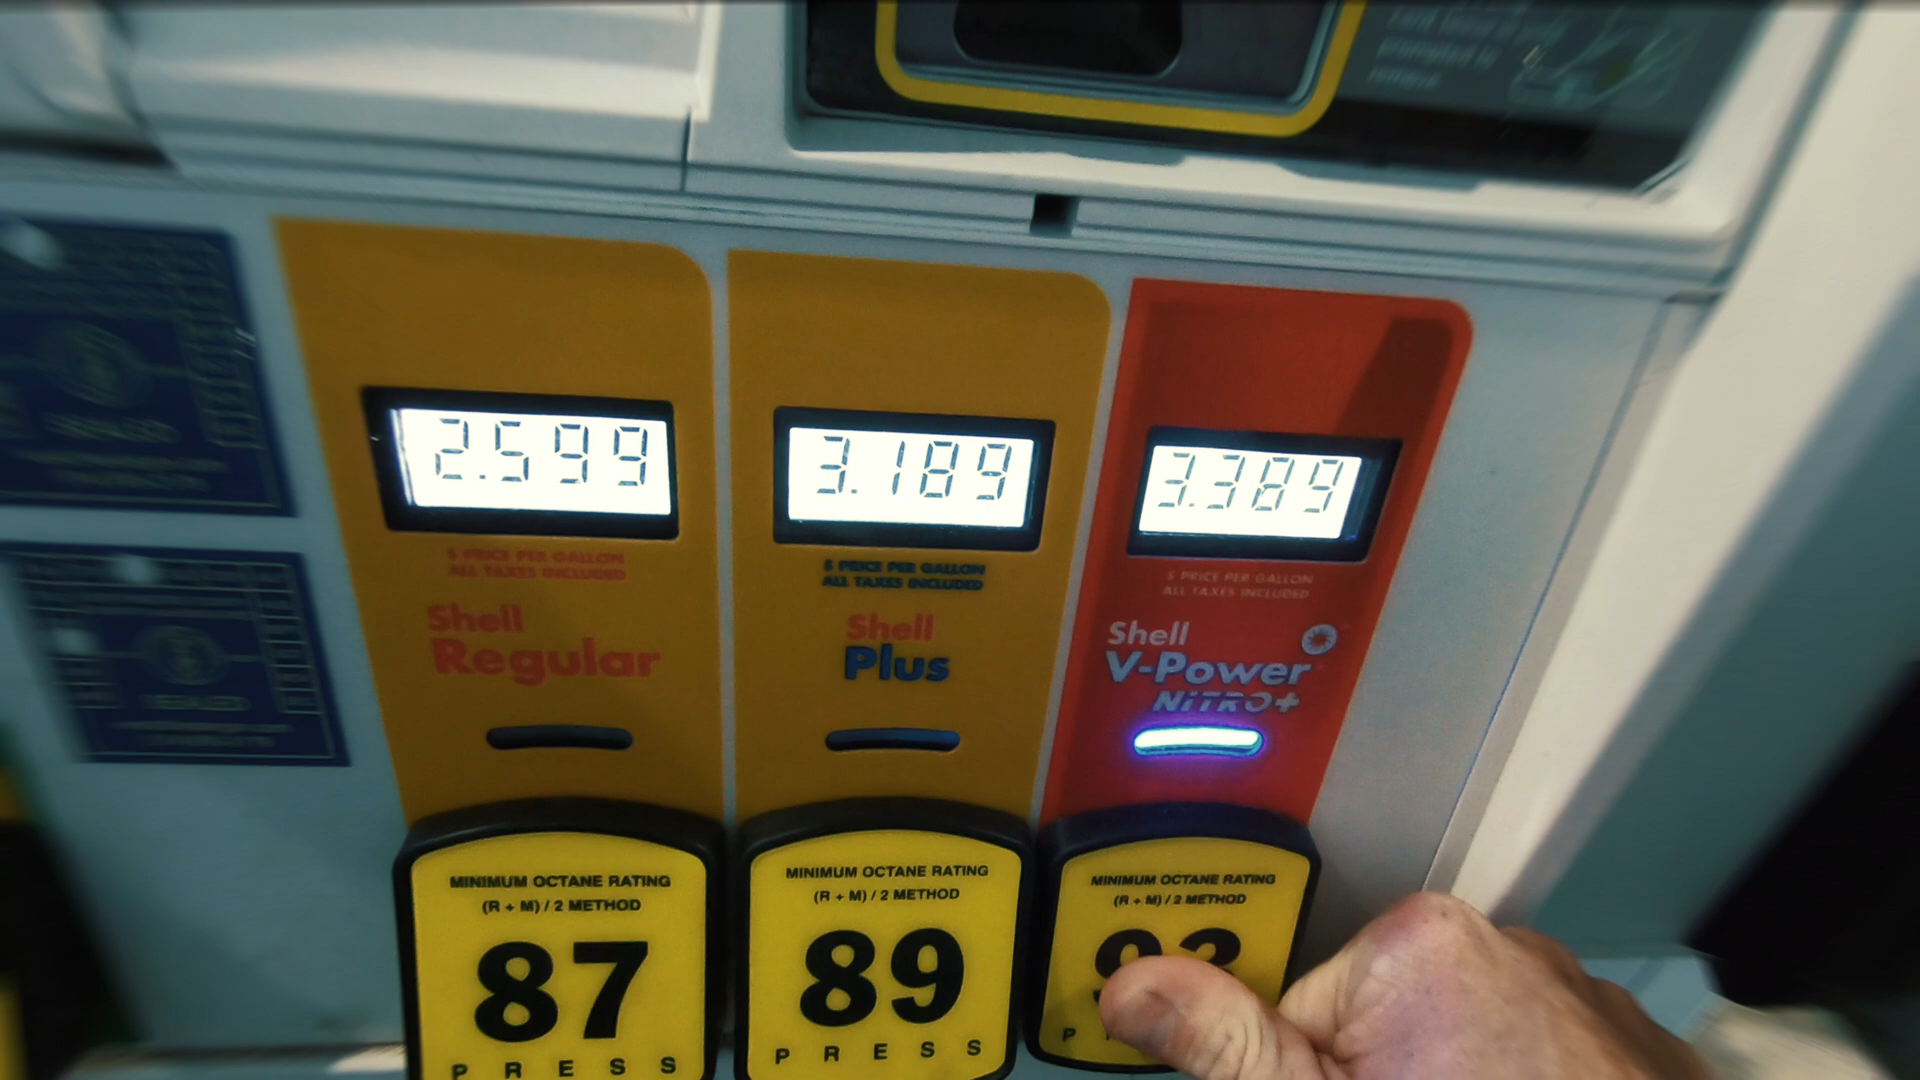 2.599
3.189
3.389
$ PRICE PER GALLON
ALL TAXES INCLUDED
$ PRICE PER GALLON
ALL TAXES INCLUDED
$ PRICE PER GALLON
ALL TAXES INCLUDED
Shell
Regular
Shell
Plus
Shell
V-Power
NiTRO+
MINIMUM OCTANE RATING
(R + M) / 2 METHOD
87
PRESS
MINIMUM OCTANE RATING
(R + M) / 2 METHOD
89
PRESS
MINIMUM OCTANE RATING
(R + M) / 2 METHOD
93
P